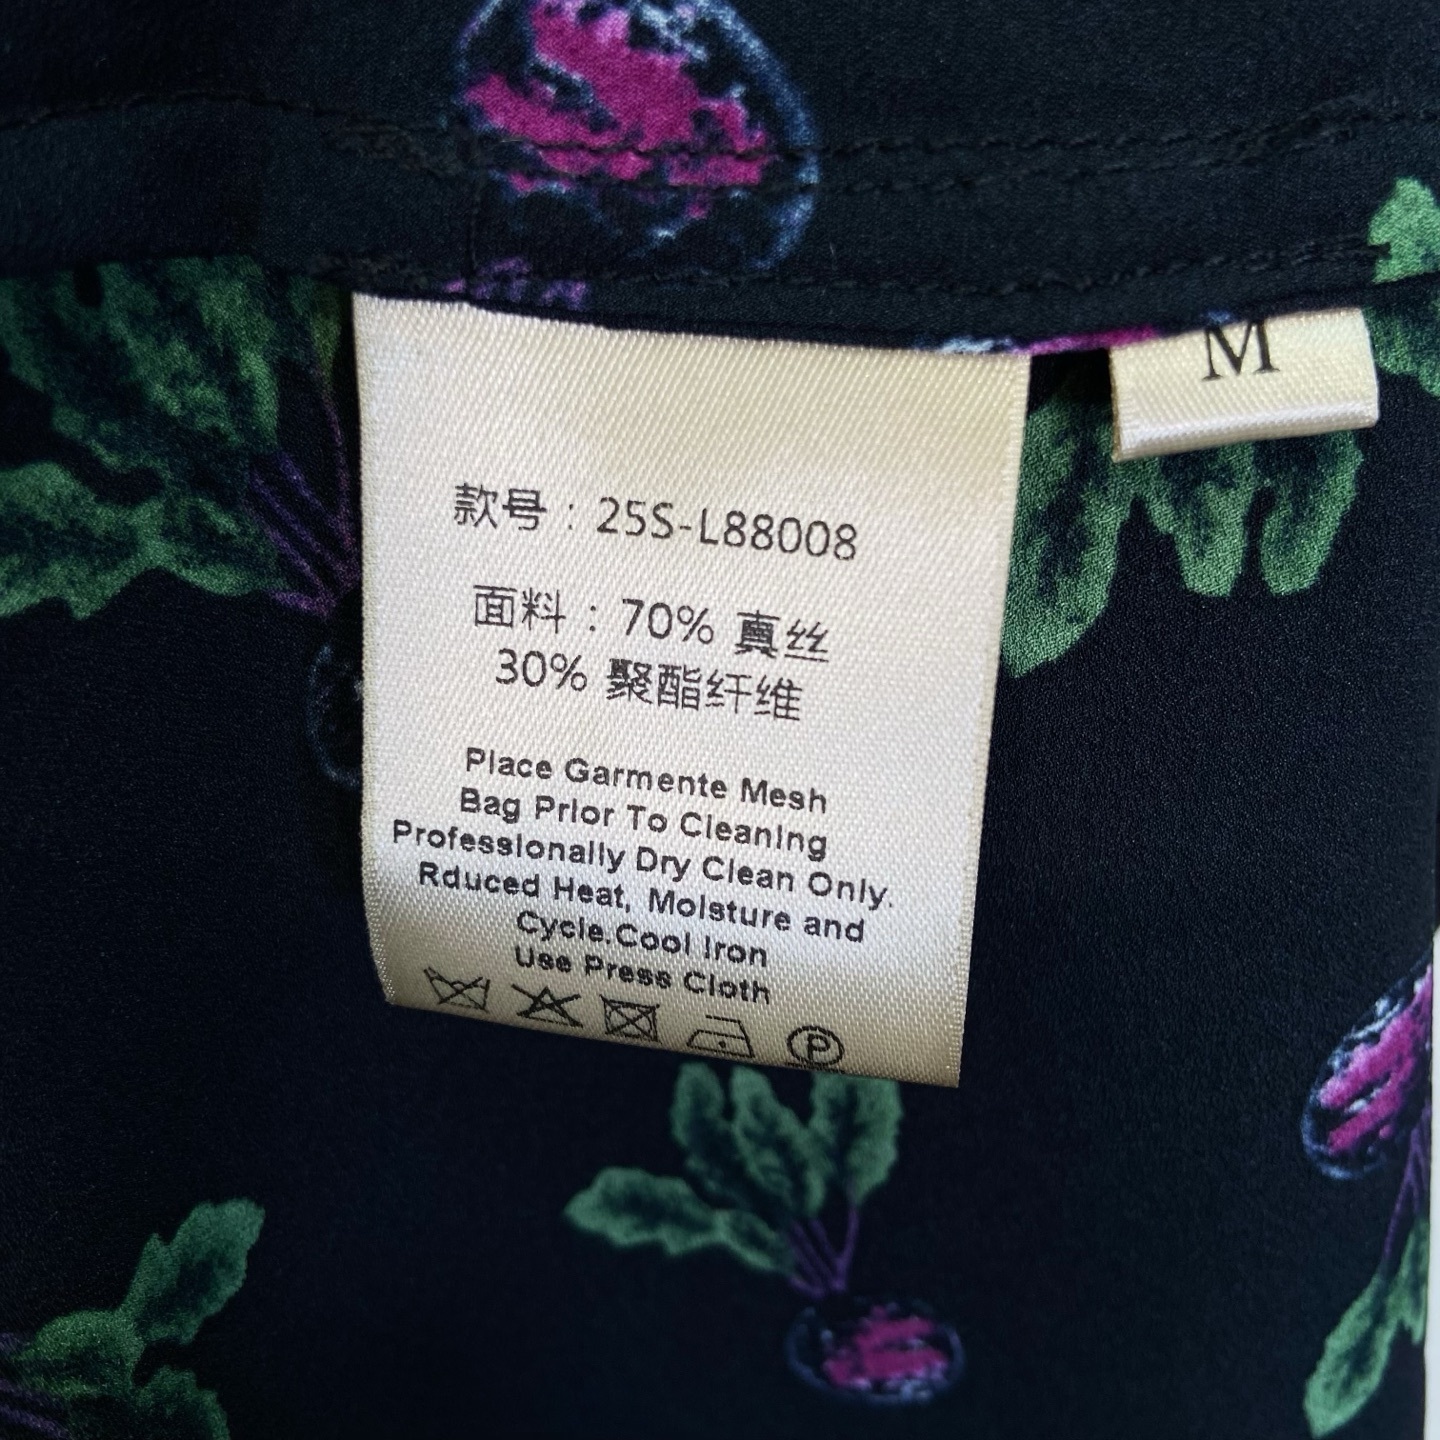 M
款号：25S-L88008
面料：70% 真丝
30% 聚酯纤维
Place Garmente Mesh
Bag Prior To Cleaning
Professionally Dry Clean Only.
Rduced Heat, Moisture and
Cycle.Cool Iron
Use Press Cloth
P